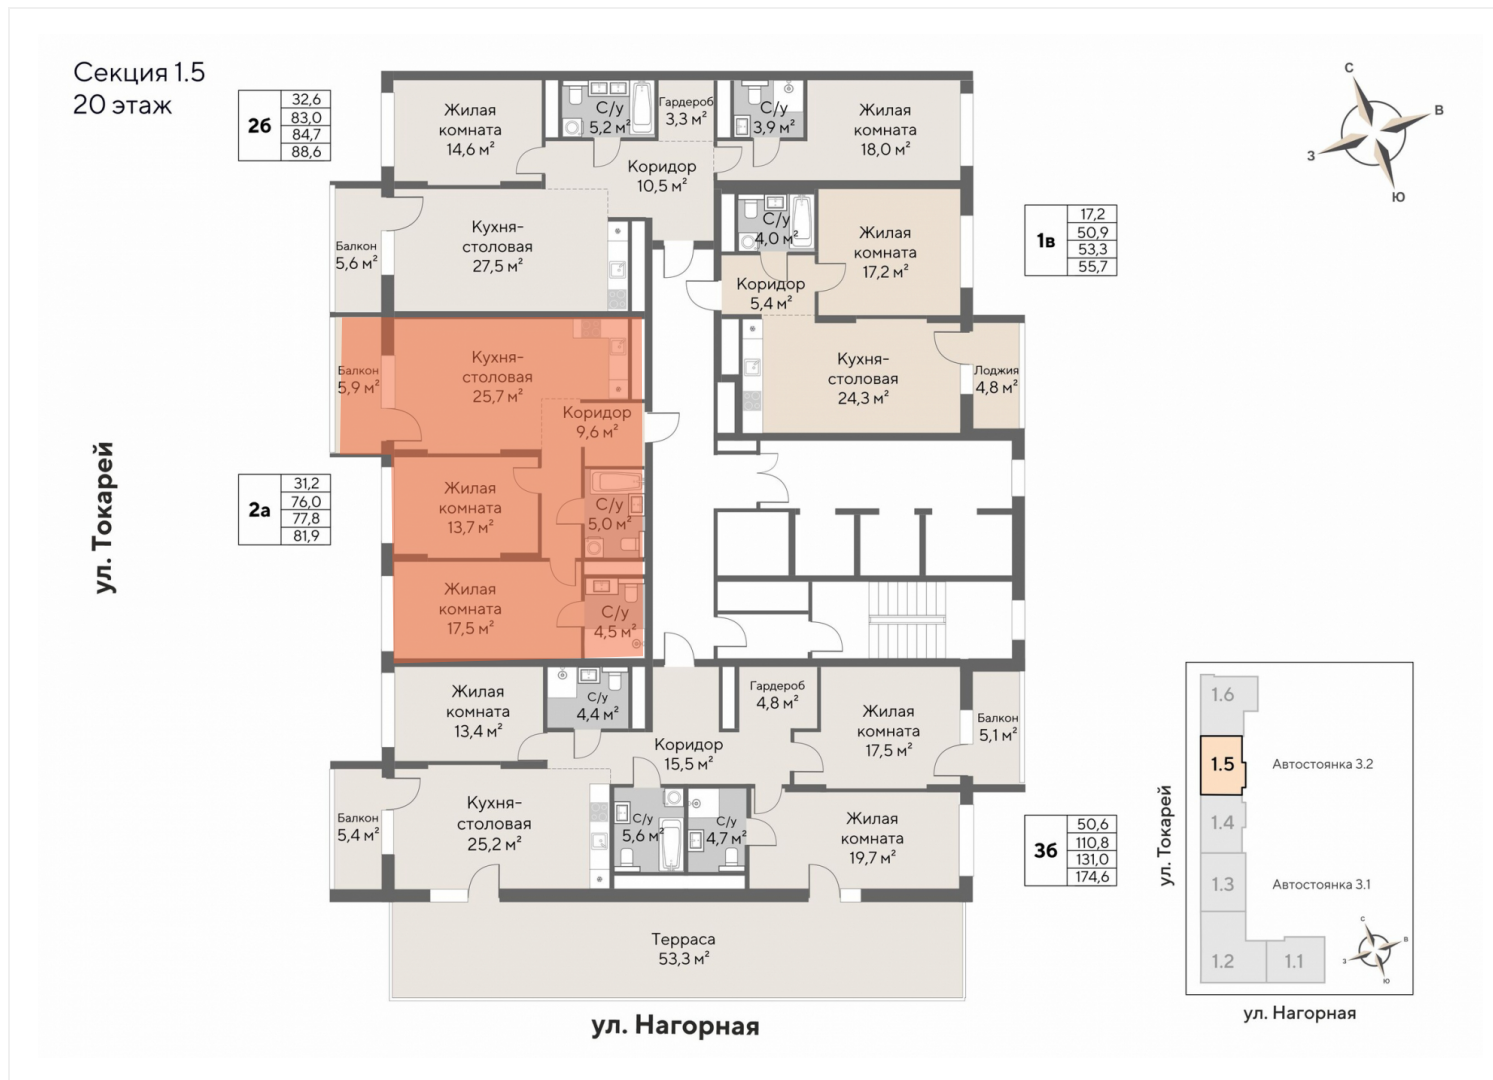 Секция 1.5
20 этаж
2б
32,6
83,0
84,7
88,6
Жилая
комната
14,6 м²
С/у
5,2 м²
Гардероб
3,3 м²
С/у
3,9 м²
Жилая
комната
18,0 м²
Коридор
10,5 м²
Балкон
5,6 м²
Кухня-
столовая
27,5 м²
С/у
4,0 м²
Жилая
комната
17,2 м²
Коридор
5,4 м²
1в
17,2
50,9
53,3
55,7
Балкон
5,9 м²
Кухня-
столовая
25,7 м²
Коридор
9,6 м²
Кухня-
столовая
24,3 м²
Лоджия
4,8 м²
ул. Токарей
2а
31,2
76,0
77,8
81,9
Жилая
комната
13,7 м²
С/у
5,0 м²
Жилая
комната
17,5 м²
С/у
4,5 м²
Жилая
комната
13,4 м²
С/у
4,4 м²
Гардероб
4,8 м²
Жилая
комната
17,5 м²
Балкон
5,1 м²
Коридор
15,5 м²
Балкон
5,4 м²
Кухня-
столовая
25,2 м²
С/у
5,6 м²
С/у
4,7 м²
Жилая
комната
19,7 м²
3б
50,6
110,8
131,0
174,6
Терраса
53,3 м²
ул. Нагорная
С
В
З
Ю
1.6
1.5
Автостоянка 3.2
1.4
ул. Токарей
1.3
Автостоянка 3.1
1.2
1.1
С
В
З
Ю
ул. Нагорная